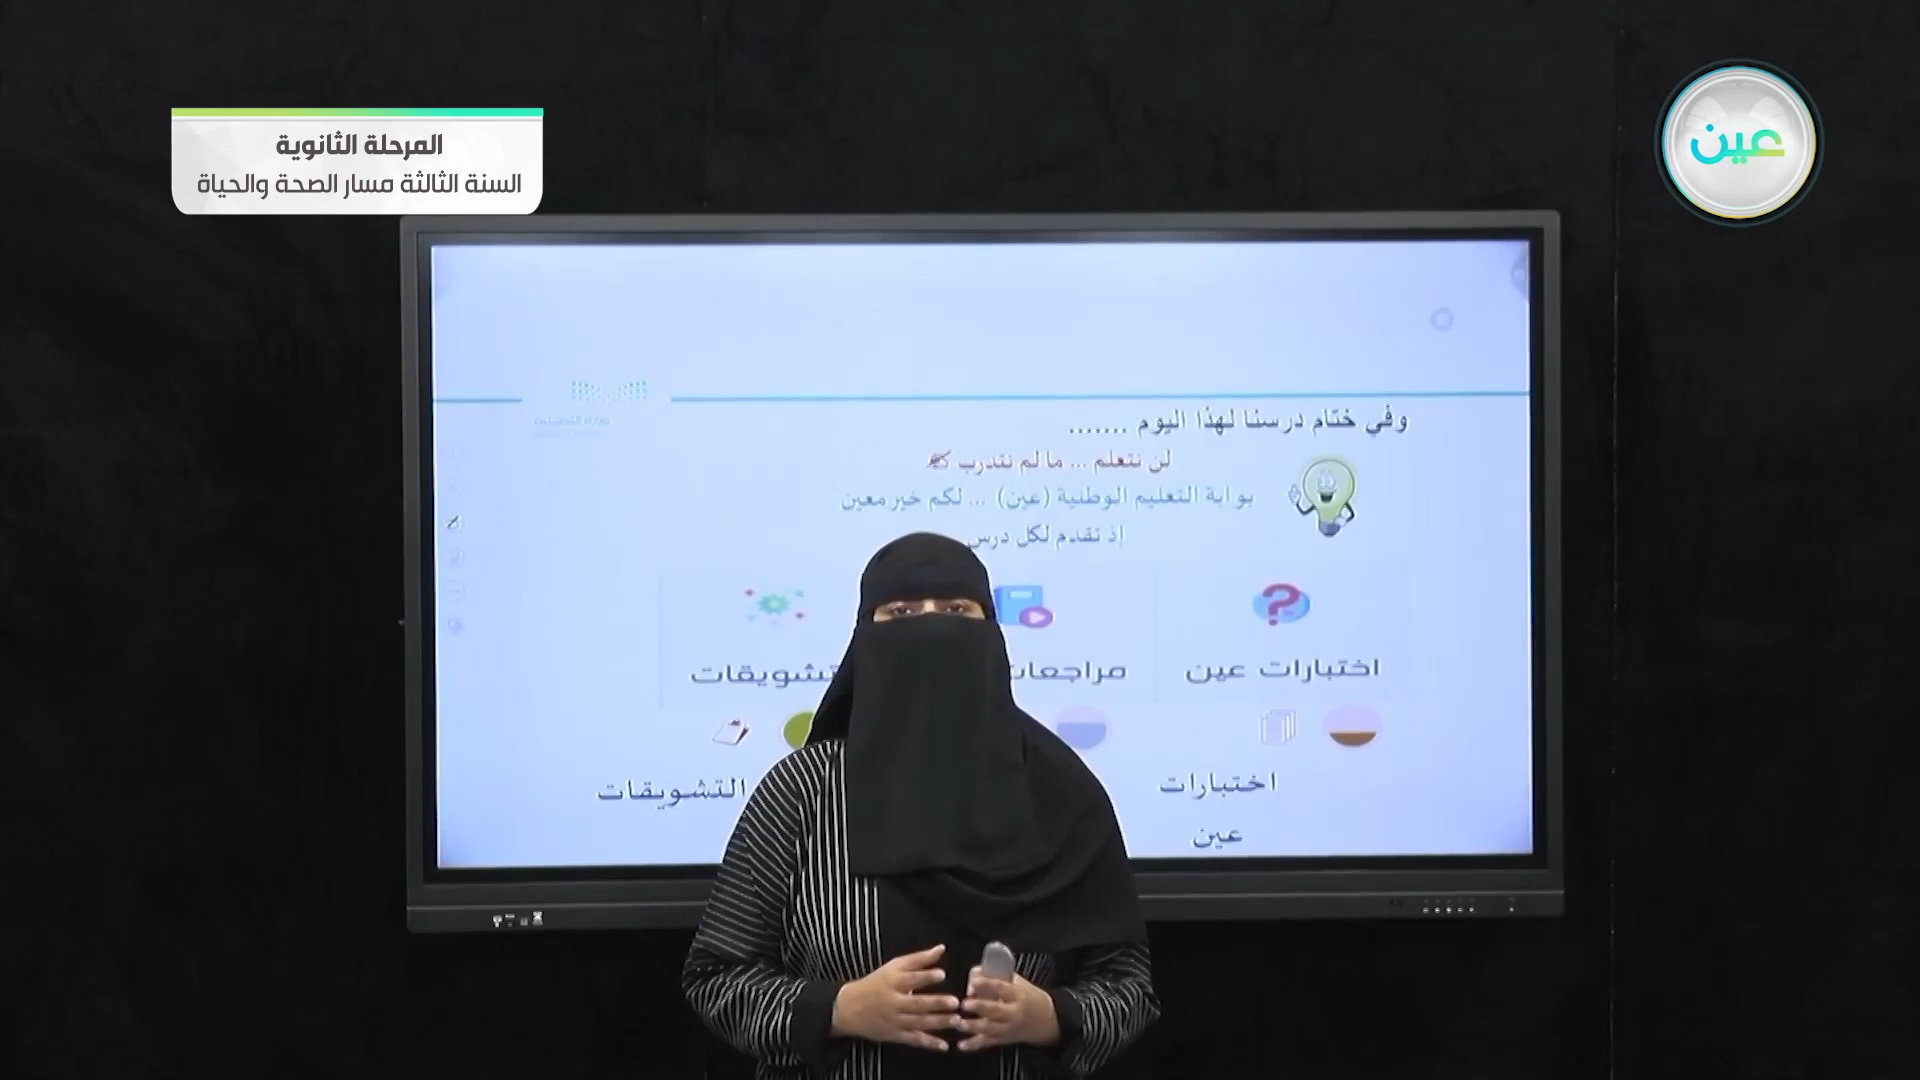 المرحلة الثانوية
السنة الثالثة مسار الصحة والحياة
عين
وفي ختام درسنا لهذا اليوم .......
لن نتعلم ... ما لم نتدرب
بوابة التعليم الوطنية (عين) ... لكم خير معين
إذ تقدم لكل درس
اختبارات عين
مراجعات
تشويقات
اختبارات
عين
التشويقات